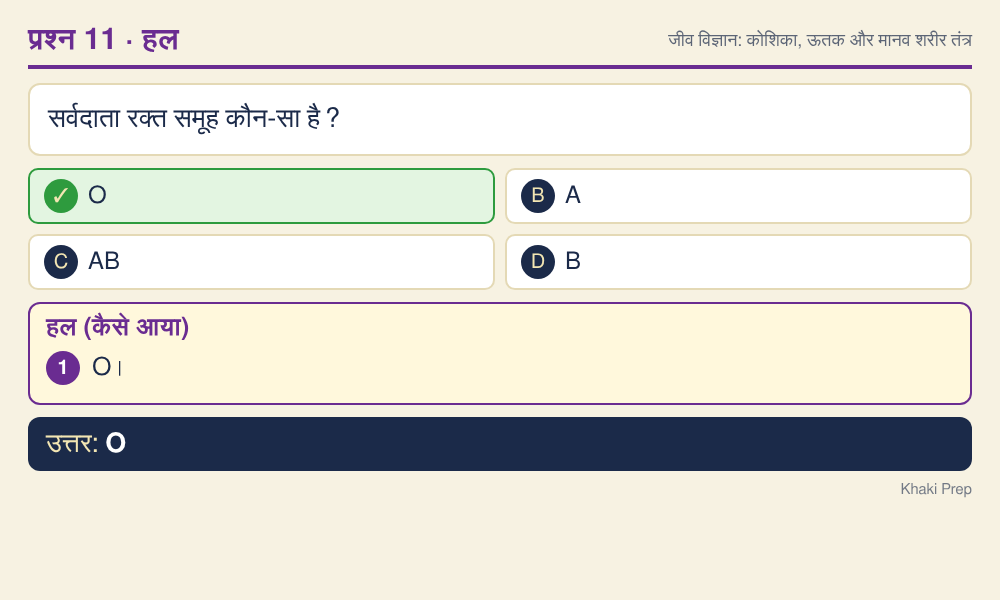 प्रश्न 11 · हल
जीव विज्ञान: कोशिका, ऊतक और मानव शरीर तंत्र
सर्वदाता रक्त समूह कौन-सा है ?
✓ O
B A
C AB
D B
हल (कैसे आया)
1 O।
उत्तर: O
Khaki Prep